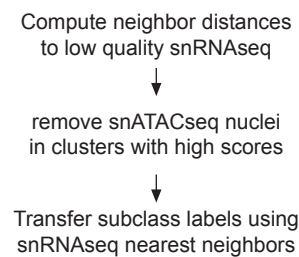 Compute neighbor distances
to low quality snRNAseq
remove snATACseq nuclei
in clusters with high scores
Transfer subclass labels using
snRNAseq nearest neighbors